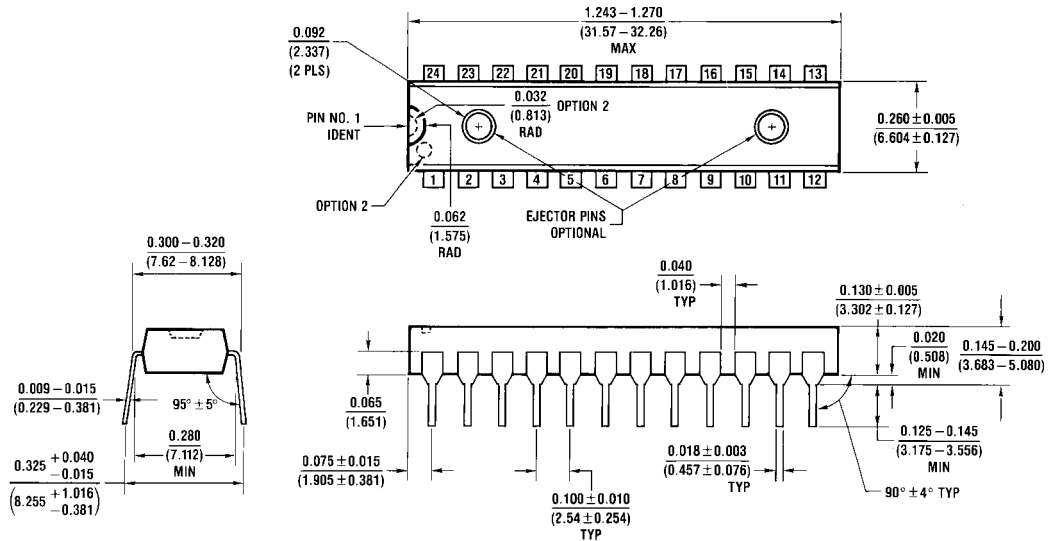 1.243 – 1.270
(31.57 – 32.26)
MAX
0.092
(2.337)
(2 PLS)
24 23 22 21 20 19 18 17 16 15 14 13
0.032
(0.813)
RAD
OPTION 2
PIN NO. 1
IDENT
0.260 ± 0.005
(6.604 ± 0.127)
1 2 3 4 5 6 7 8 9 10 11 12
OPTION 2
0.062
(1.575)
RAD
EJECTOR PINS
OPTIONAL
0.300 – 0.320
(7.62 – 8.128)
0.040
(1.016)
TYP
0.130 ± 0.005
(3.302 ± 0.127)
0.020
(0.508)
MIN
0.145 – 0.200
(3.683 – 5.080)
0.009 – 0.015
(0.229 – 0.381)
95° ± 5°
0.065
(1.651)
0.280
(7.112)
MIN
0.325 +0.040 −0.015
(8.255 +1.016 −0.381)
0.075 ± 0.015
(1.905 ± 0.381)
0.100 ± 0.010
(2.54 ± 0.254)
TYP
0.018 ± 0.003
(0.457 ± 0.076)
TYP
0.125 – 0.145
(3.175 – 3.556)
MIN
90° ± 4° TYP